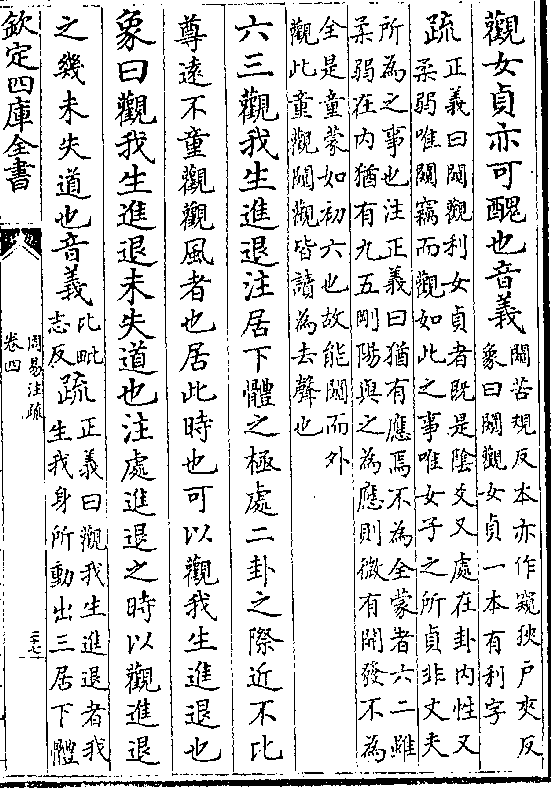 觀女貞亦可醜也音義闚苦規反本亦作窺狹戶夾反
象曰闚觀女貞一本有利字
疏正義曰闚觀利女貞者既是陰爻又處在卦内性又
柔弱唯闚竊而觀如此之事唯女子之所貞非丈夫
所為之事也注正義曰猶有應焉不為全蒙者六二雖
柔弱在内猶有九五剛陽與之為應則微有開發不為
全是童蒙如初六也故能闚而外
觀此童觀闚觀皆讀為去聲也
六三觀我生進退注居下體之極處二卦之際近不比
尊遠不童觀觀風者也居此時也可以觀我生進退也
象曰觀我生進退未失道也注處進退之時以觀進退
之幾未失道也音義比毗
志反疏正義曰觀我生進退者我
生我身所動出三居下體
欽定四庫全書
周易注疏
卷四
二十七